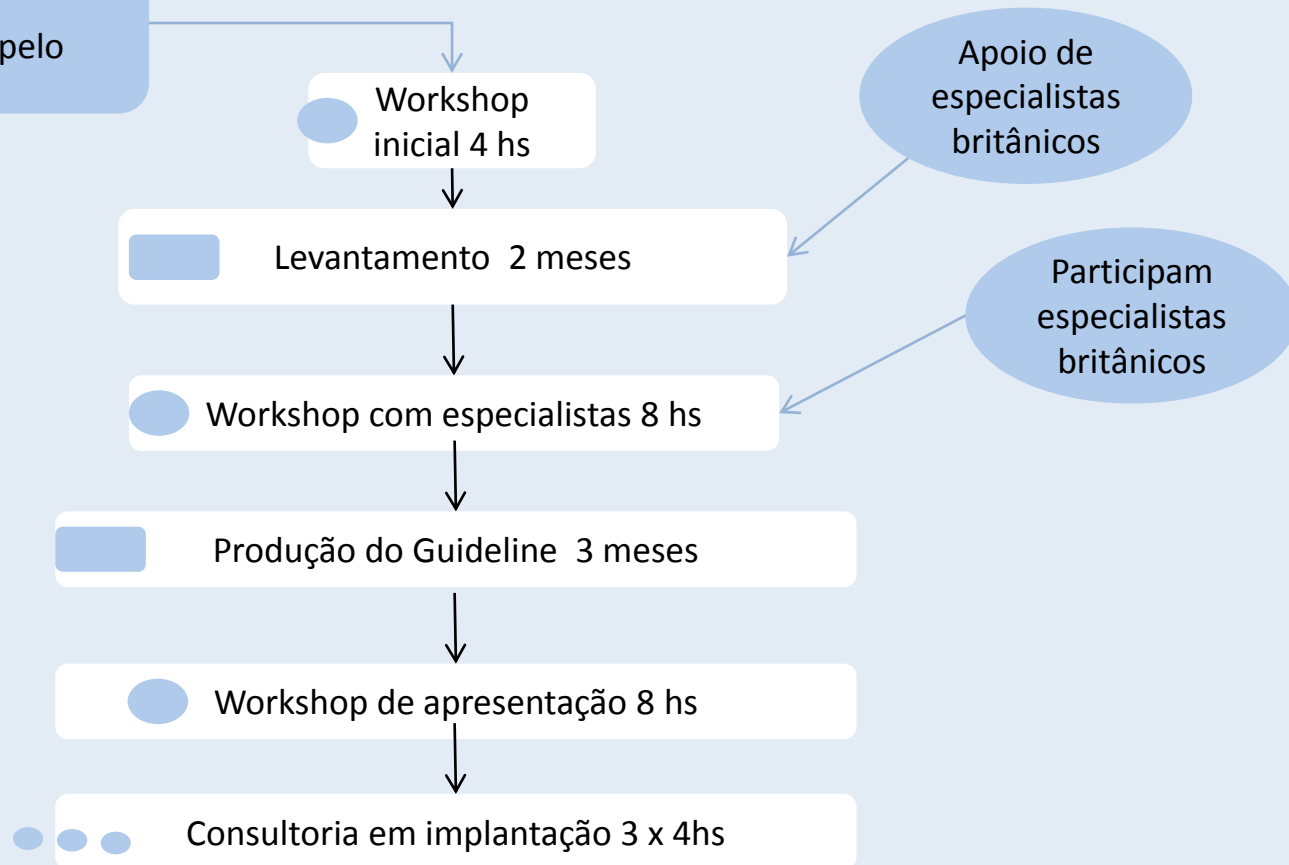 pelo
Workshop
inicial 4 hs
Apoio de
especialistas
britânicos
Levantamento 2 meses
Participam
especialistas
britânicos
Workshop com especialistas 8 hs
Produção do Guideline 3 meses
Workshop de apresentação 8 hs
Consultoria em implantação 3 x 4hs